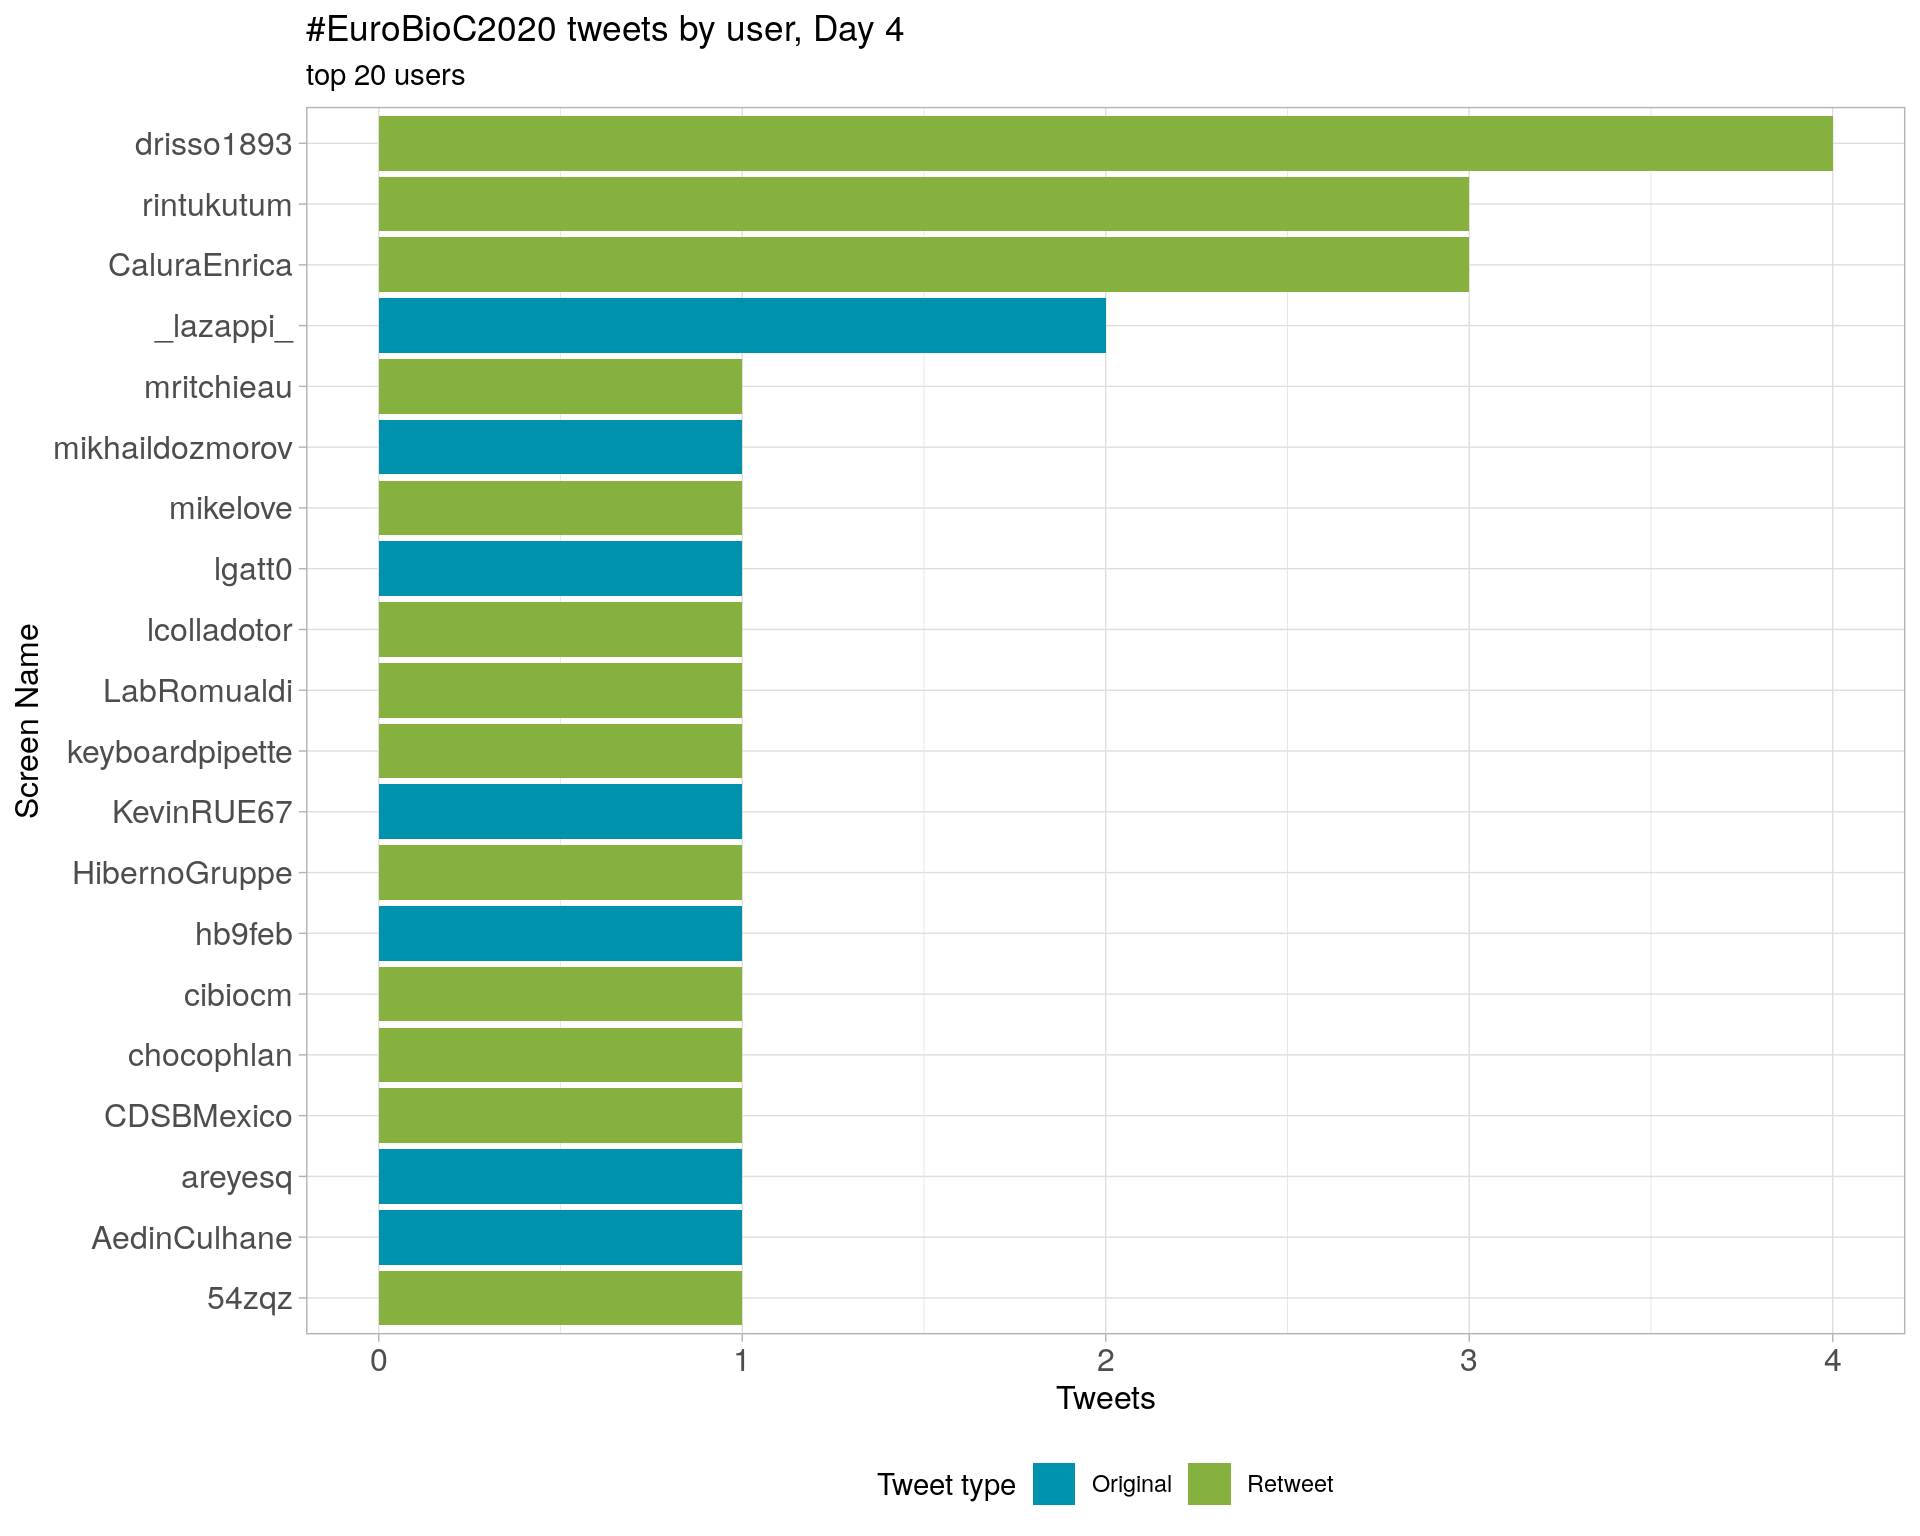 #EuroBioC2020 tweets by user, Day 4
top 20 users
Screen Name
drisso1893
rintukutum
CaluraEnrica
_lazappi_
mritchieau
mikhaildozmorov
mikelove
lgatt0
lcolladotor
LabRomualdi
keyboardpipette
KevinRUE67
HibernoGruppe
hb9feb
cibiocm
chocophlan
CDSBMexico
areyesq
AedinCulhane
54zqz
0 1 2 3 4
Tweets
Tweet type Original Retweet